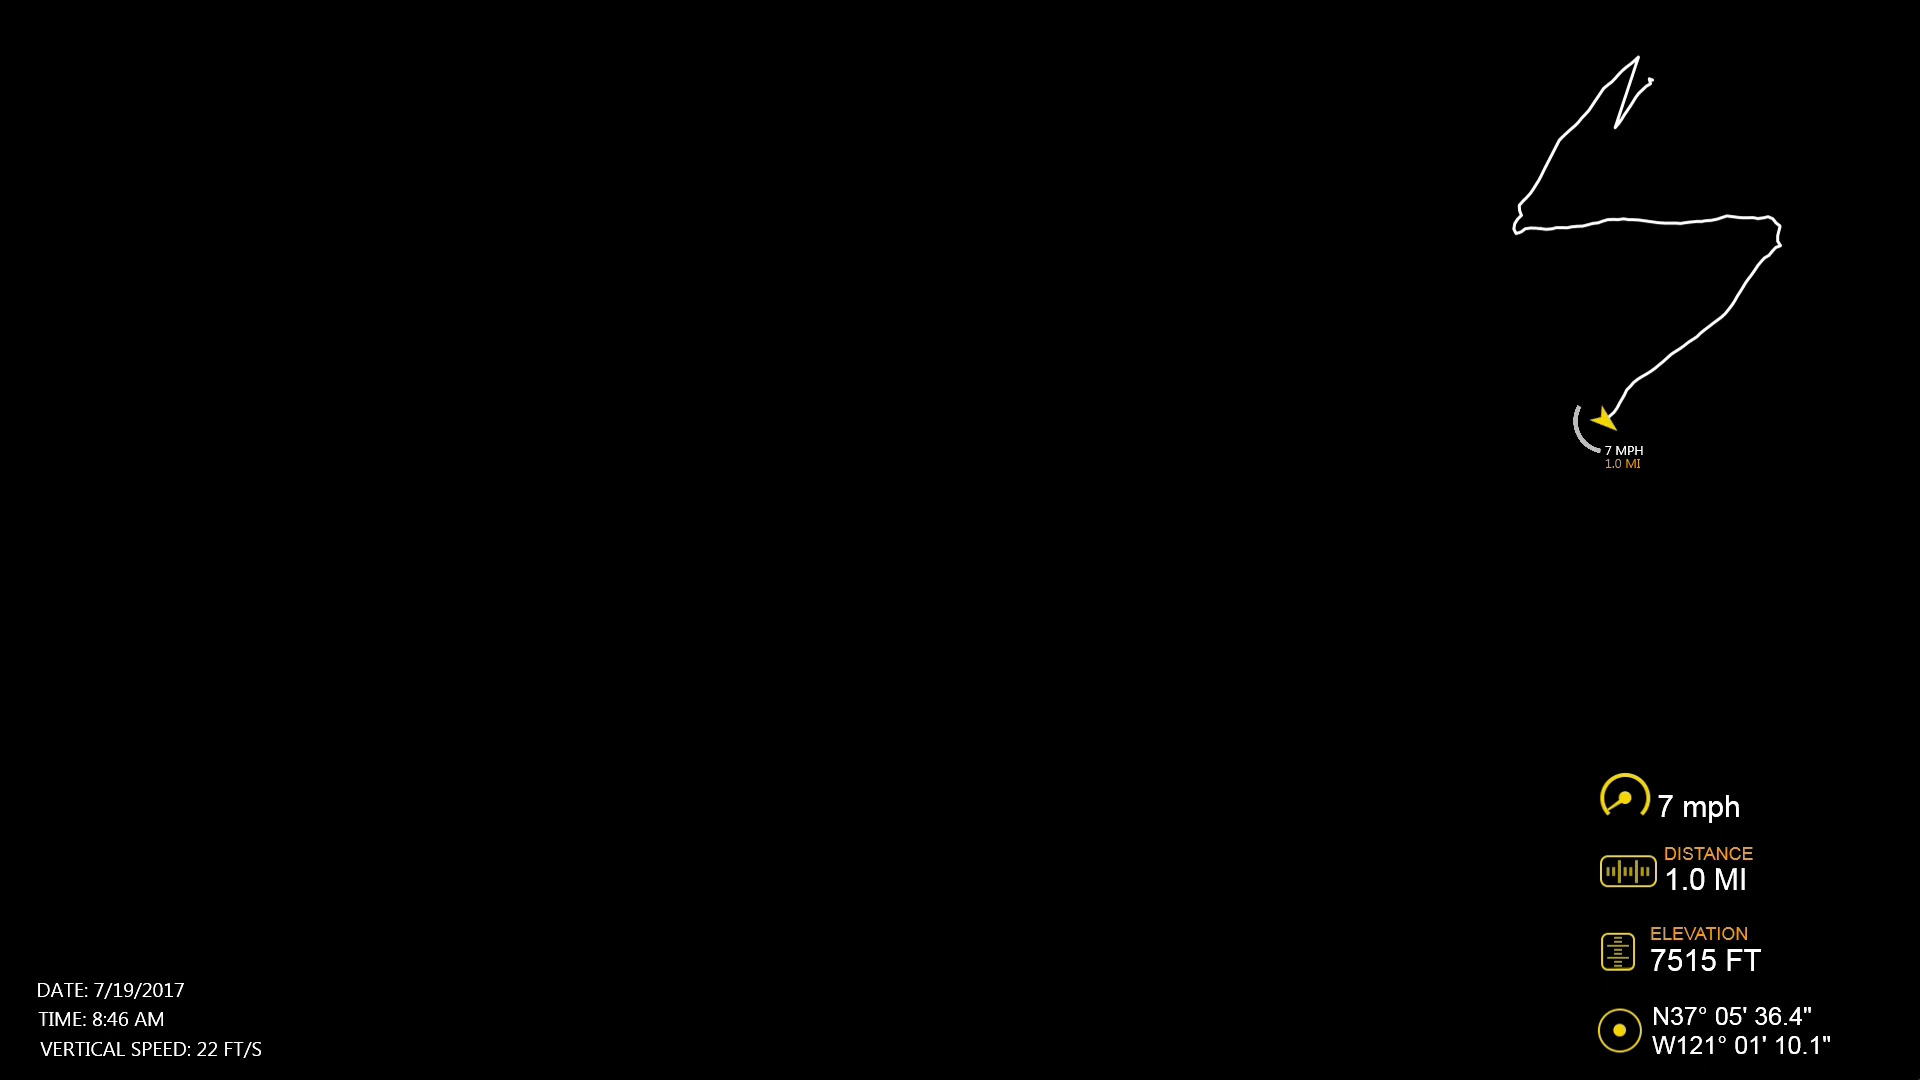 7 MPH
1.0 MI
7 mph
DISTANCE
1.0 MI
ELEVATION
7515 FT
N37° 05' 36.4"
W121° 01' 10.1"
DATE: 7/19/2017
TIME: 8:46 AM
VERTICAL SPEED: 22 FT/S